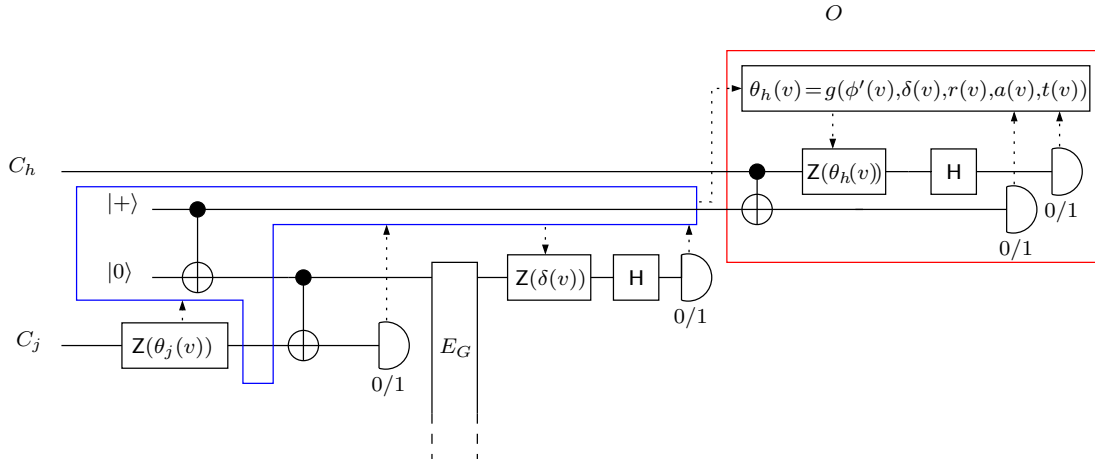 O
θ_h(v)=g(ϕ′(v),δ(v),r(v),a(v),t(v))
C_h
Z(θ_h(v))
H
|+⟩
0/1
0/1
|0⟩
Z(δ(v))
H
0/1
C_j
Z(θ_j(v))
E_G
0/1